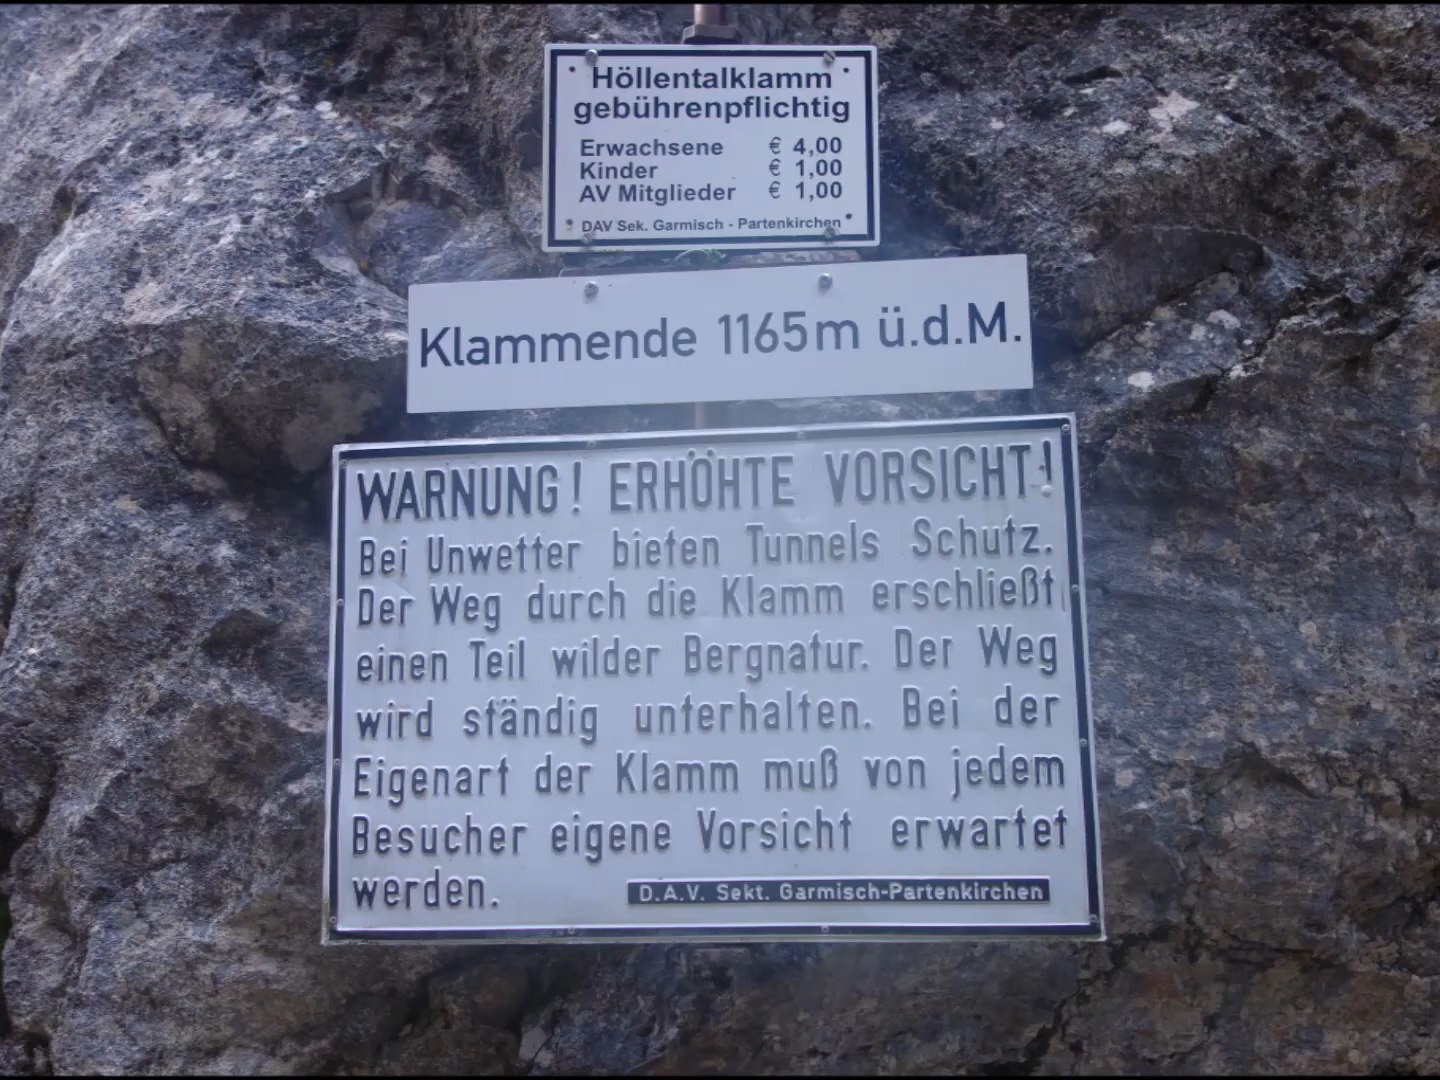 Höllentalklamm
gebührenpflichtig
Erwachsene € 4,00
Kinder € 1,00
AV Mitglieder € 1,00
DAV Sek. Garmisch - Partenkirchen
Klammende 1165m ü.d.M.
WARNUNG! ERHÖHTE VORSICHT!
Bei Unwetter bieten Tunnels Schutz.
Der Weg durch die Klamm erschließt
einen Teil wilder Bergnatur. Der Weg
wird ständig unterhalten. Bei der
Eigenart der Klamm muß von jedem
Besucher eigene Vorsicht erwartet
werden.
D.A.V. Sekt. Garmisch-Partenkirchen